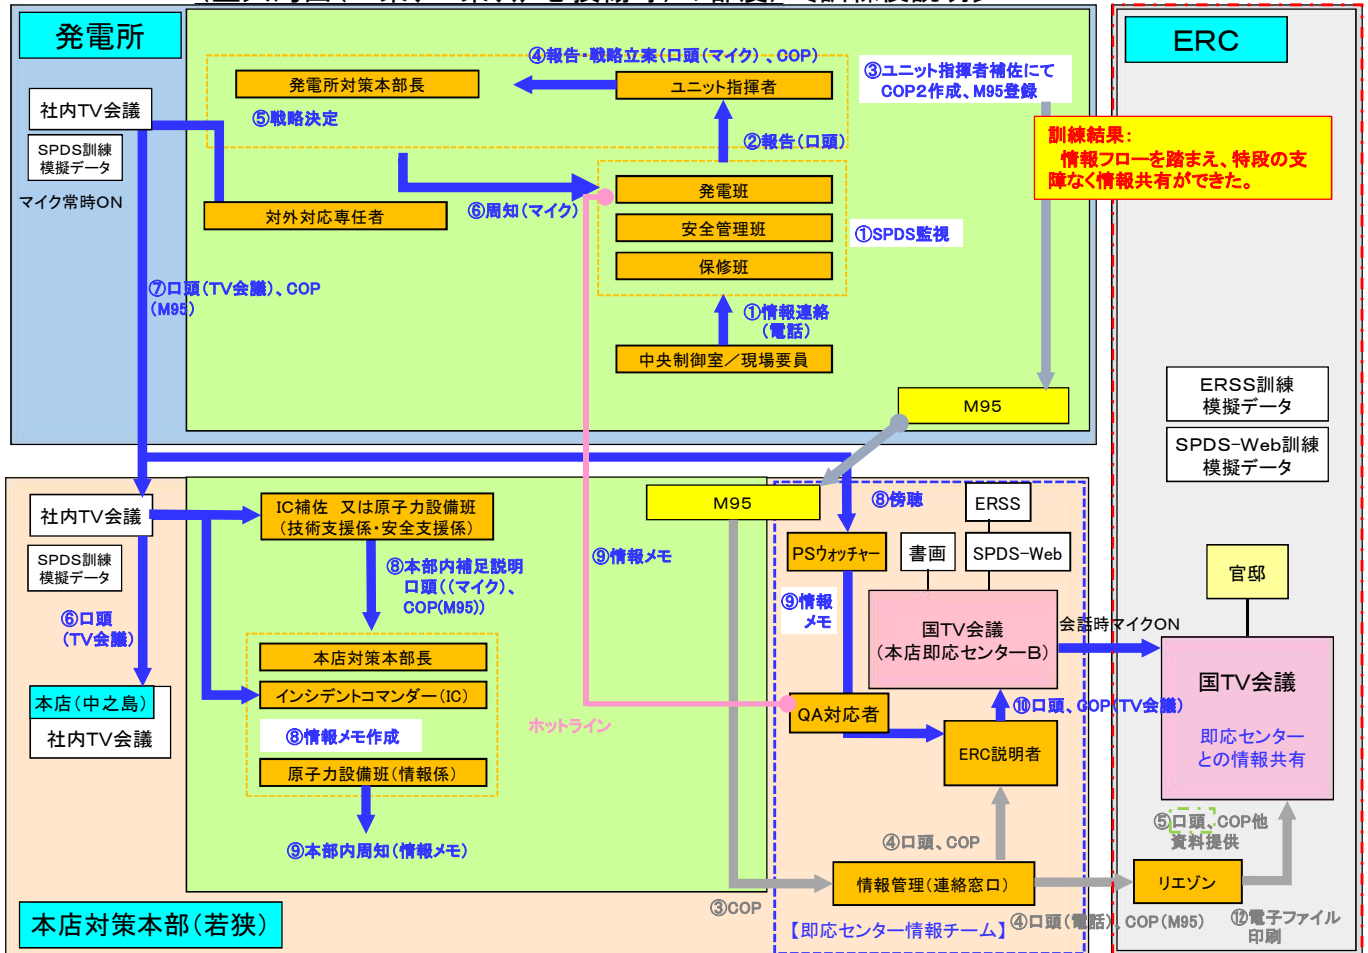 発電所
ERC
④報告・戦略立案(口頭(マイク)、COP)
発電所対策本部長
ユニット指揮者
③ユニット指揮者補佐にて
COP2作成、M95登録
社内TV会議
⑤戦略決定
SPDS訓練
模擬データ
②報告(口頭)
訓練結果:
情報フローを踏まえ、特段の支
障なく情報共有ができた。
マイク常時ON
対外対応専任者
⑥周知(マイク)
発電班
安全管理班
①SPDS監視
保修班
⑦口頭(TV会議)、COP
(M95)
①情報連絡
(電話)
中央制御室/現場要員
M95
ERSS訓練
模擬データ
SPDS-Web訓練
模擬データ
社内TV会議
IC補佐 又は原子力設備班
(技術支援係・安全支援係)
M95
⑧傍聴
ERSS
SPDS訓練
模擬データ
⑧本部内補足説明
口頭((マイク)、
COP(M95))
⑨情報メモ
PSウォッチャー
書画
SPDS-Web
官邸
⑥口頭
(TV会議)
⑨情報
メモ
国TV会議
(本店即応センターB)
会話時マイクON
本店対策本部長
国TV会議
本店(中之島)
インシデントコマンダー(IC)
QA対応者
⑩口頭、COP(TV会議)
社内TV会議
⑧情報メモ作成
ホットライン
ERC説明者
即応センター
との情報共有
原子力設備班(情報係)
⑤口頭、COP他
資料提供
⑨本部内周知(情報メモ)
④口頭、COP
情報管理(連絡窓口)
リエゾン
③COP
本店対策本部(若狭)
【即応センター情報チーム】
④口頭(電話)、COP(M95)
⑫電子ファイル
印刷